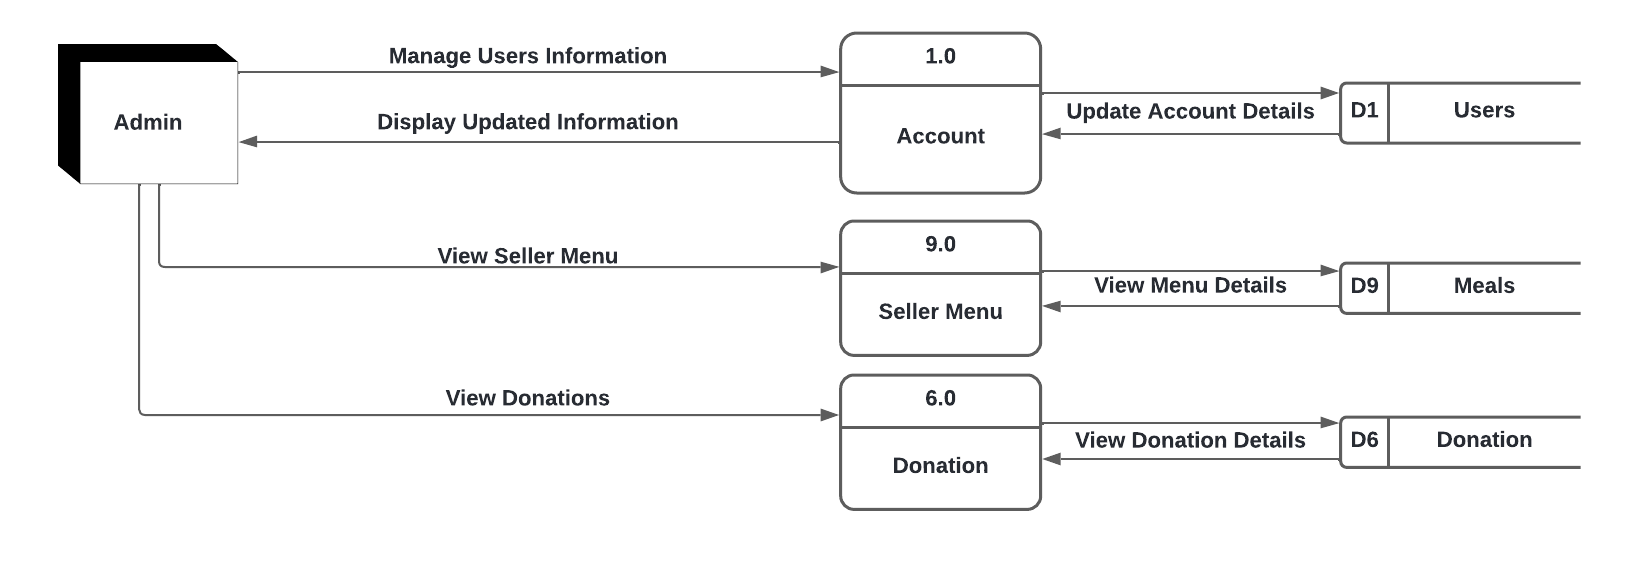 Manage Users Information
1.0
Admin
Display Updated Information
Account
Update Account Details
D1
Users
View Seller Menu
9.0
Seller Menu
View Menu Details
D9
Meals
View Donations
6.0
Donation
View Donation Details
D6
Donation